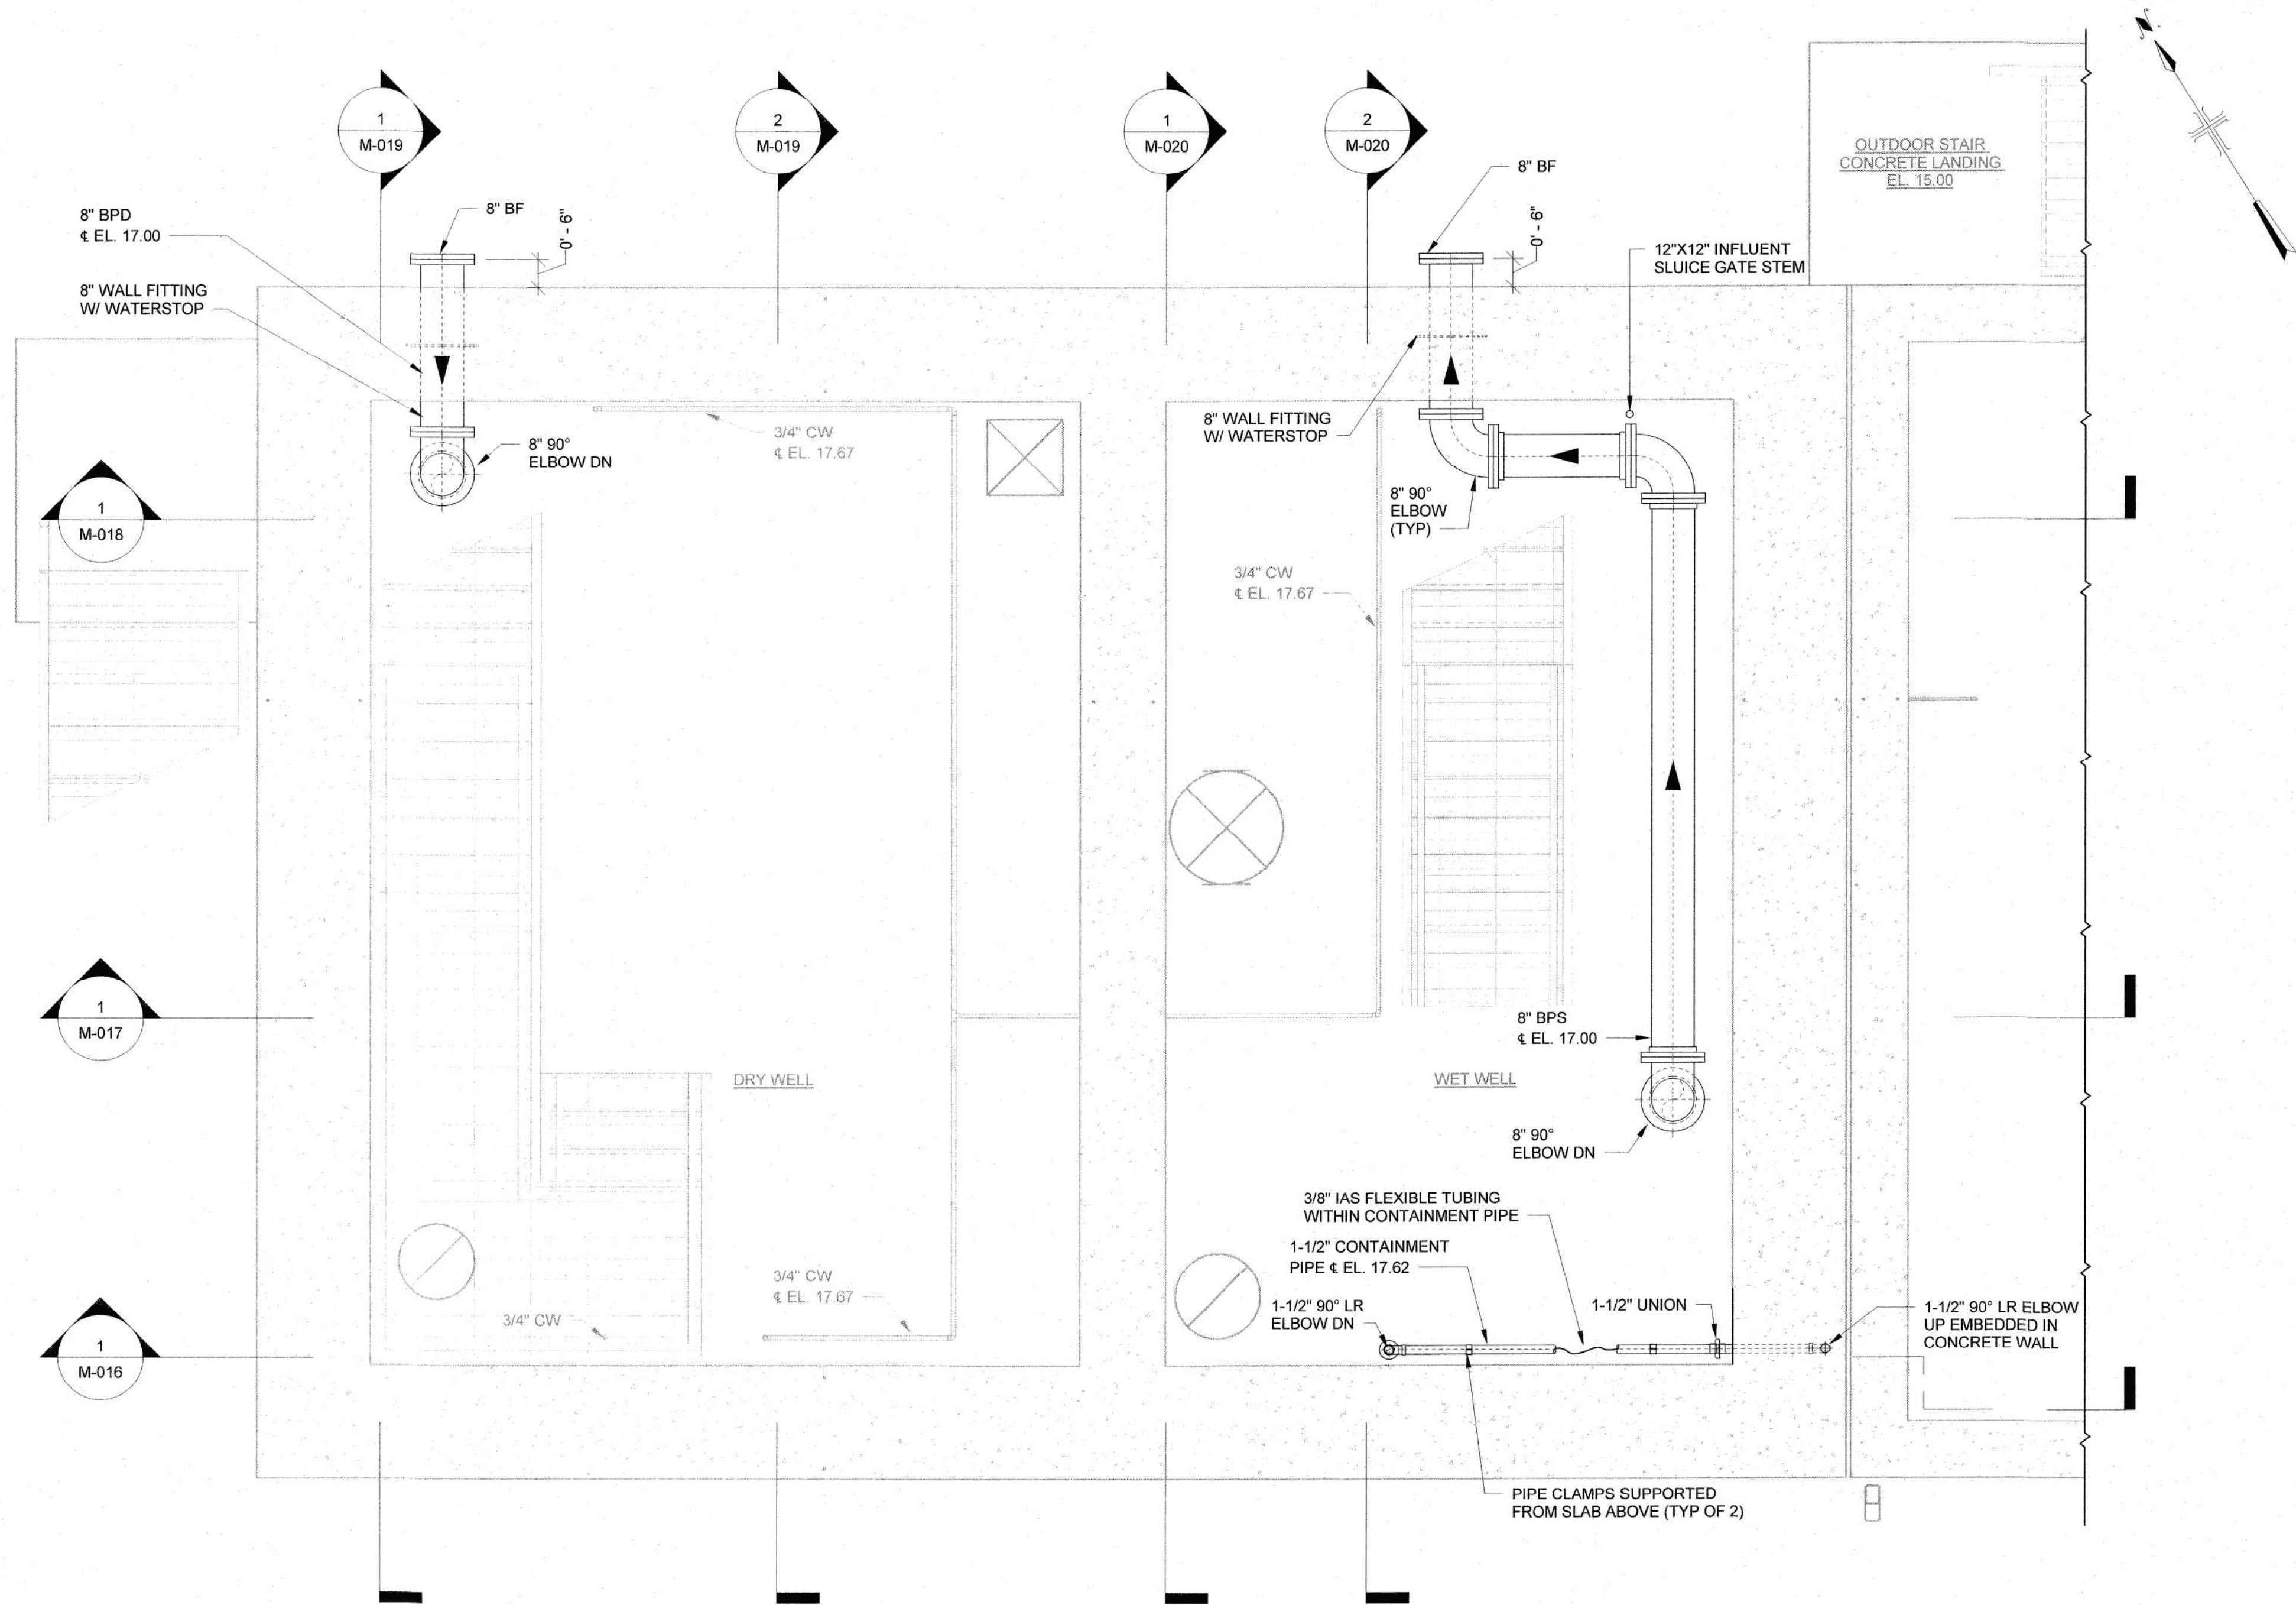 N
1
M-019
2
M-019
1
M-020
2
M-020
OUTDOOR STAIR
CONCRETE LANDING
EL. 15.00
8" BPD
℄ EL. 17.00
8" BF
0' - 6"
8" BF
0' - 6"
12"X12" INFLUENT
SLUICE GATE STEM
8" WALL FITTING
W/ WATERSTOP
8" 90°
ELBOW DN
3/4" CW
℄ EL. 17.67
8" WALL FITTING
W/ WATERSTOP
8" 90°
ELBOW
(TYP)
1
M-018
3/4" CW
℄ EL. 17.67
1
M-017
8" BPS
℄ EL. 17.00
DRY WELL
WET WELL
8" 90°
ELBOW DN
3/8" IAS FLEXIBLE TUBING
WITHIN CONTAINMENT PIPE
1-1/2" CONTAINMENT
PIPE ℄ EL. 17.62
3/4" CW
℄ EL. 17.67
3/4" CW
1-1/2" 90° LR
ELBOW DN
1-1/2" UNION
1-1/2" 90° LR ELBOW
UP EMBEDDED IN
CONCRETE WALL
1
M-016
PIPE CLAMPS SUPPORTED
FROM SLAB ABOVE (TYP OF 2)